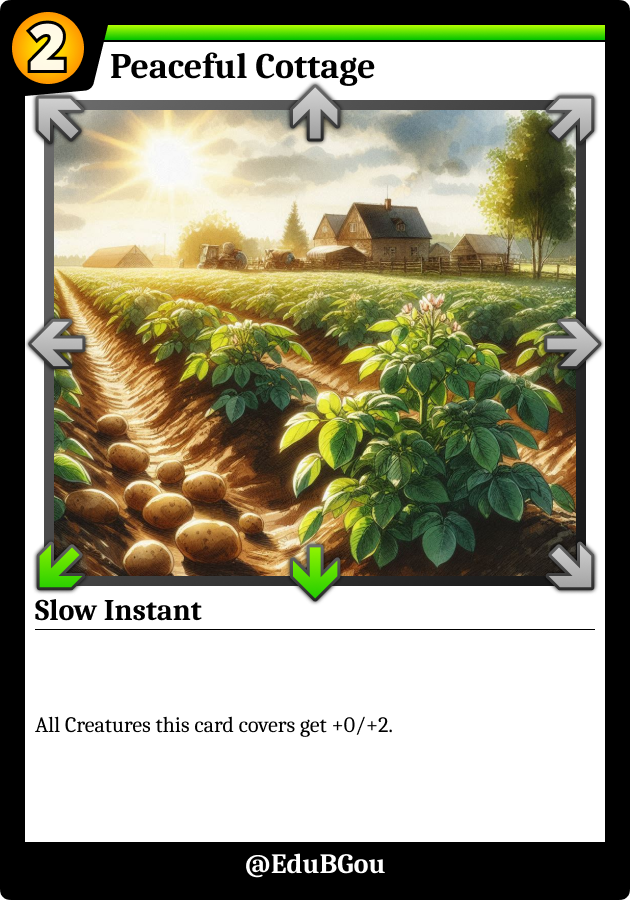 2
Peaceful Cottage
Slow Instant
All Creatures this card covers get +0/+2.
@EduBGou